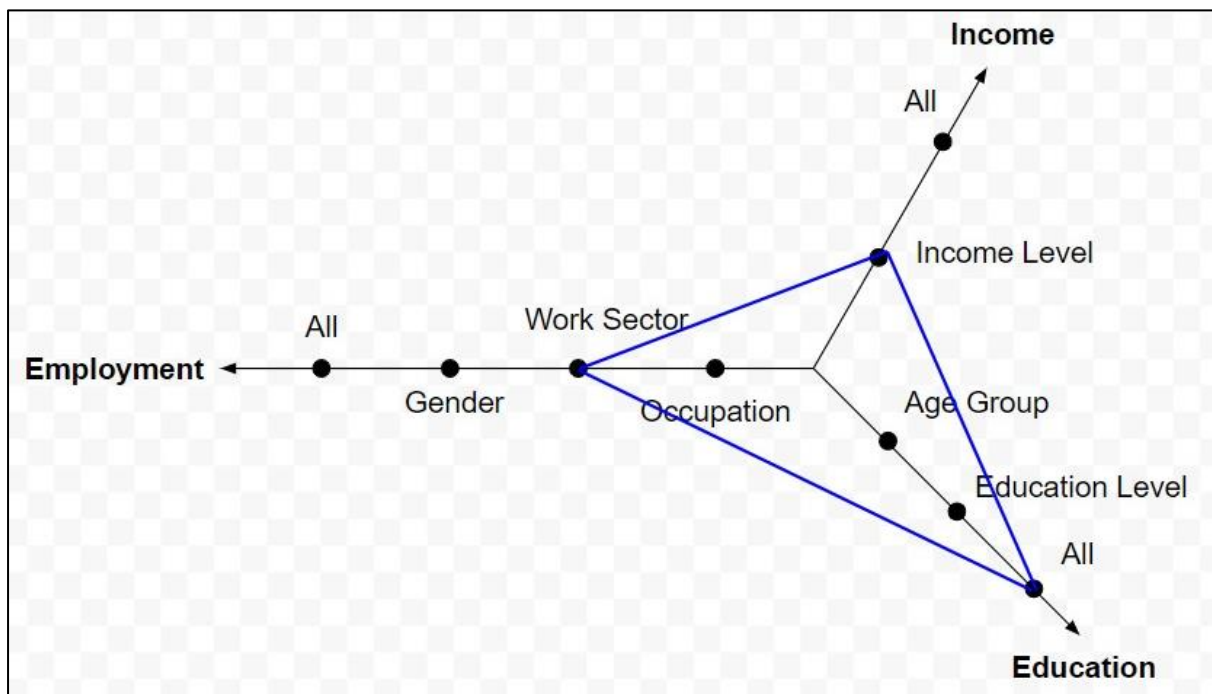 Income
All
Income Level
Work Sector
All
Employment
Gender
Occupation
Age Group
Education Level
All
Education